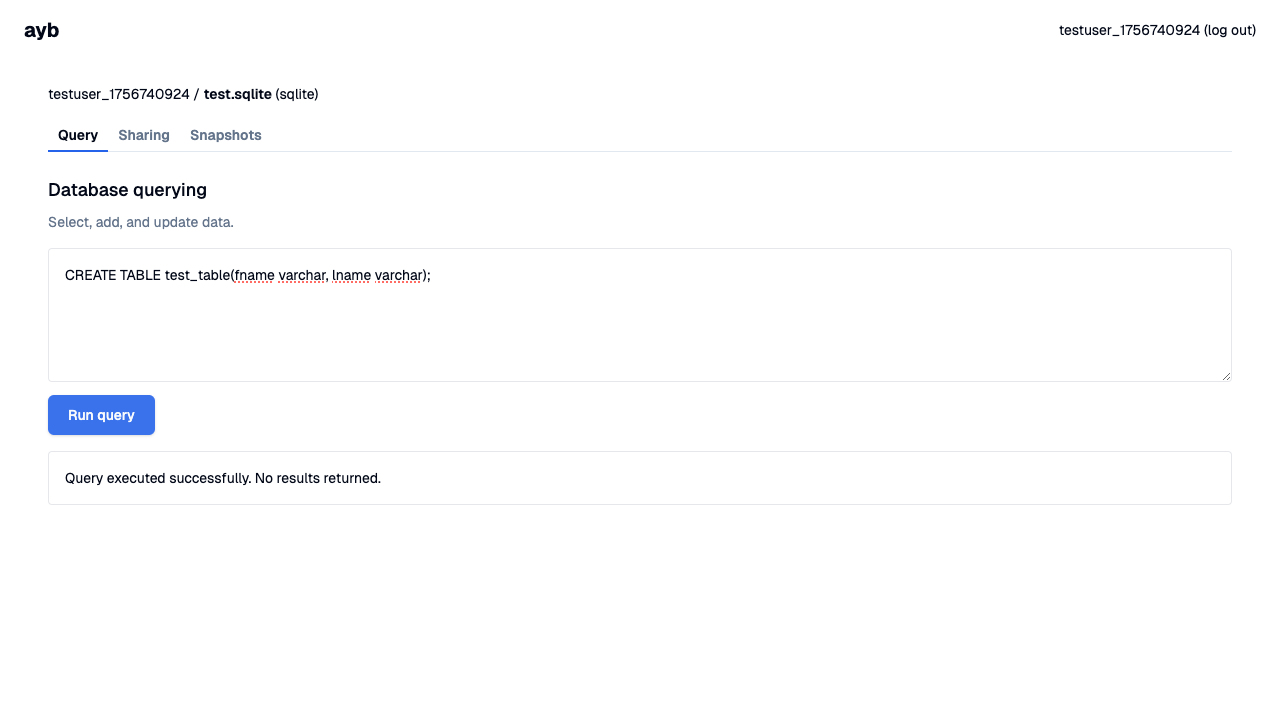 ayb
testuser_1756740924 (log out)
testuser_1756740924 / test.sqlite (sqlite)
Query Sharing Snapshots
Database querying
Select, add, and update data.
CREATE TABLE test_table(fname varchar, lname varchar);
Run query
Query executed successfully. No results returned.